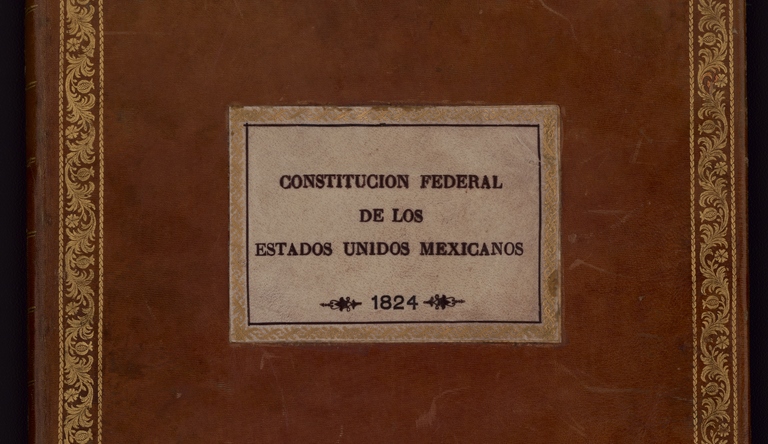 CONSTITUCION FEDERAL
DE LOS
ESTADOS UNIDOS MEXICANOS
1824